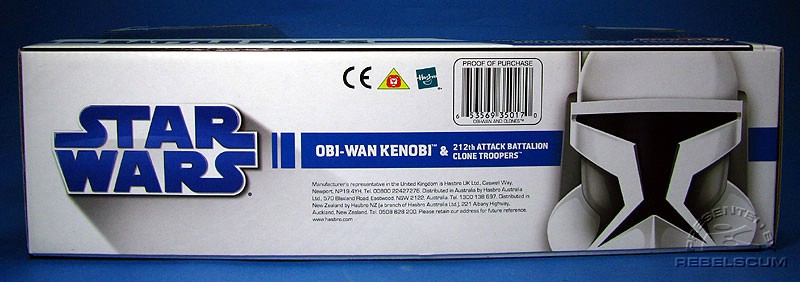 STAR
WARS
CE
Hasbro
PROOF OF PURCHASE
6 53569 35017 0
OBI-WAN AND CLONES
OBI-WAN KENOBI™ & 212th ATTACK BATTALION
CLONE TROOPERS™
Manufacturer's representative in the United Kingdom is Hasbro UK Ltd., Caswell Way,
Newport, NP19 4YH. Tel. 00800 22427276. Distributed in Australia by Hasbro Australia
Ltd., 570 Blaxland Road, Eastwood, NSW 2122, Australia. Tel. 1300 138 697. Distributed in
New Zealand by Hasbro NZ (a branch of Hasbro Australia Ltd.), 221 Albany Highway,
Auckland, New Zealand. Tel. 0508 828 200. Please retain our address for future reference.
www.hasbro.com
REBELSCUM